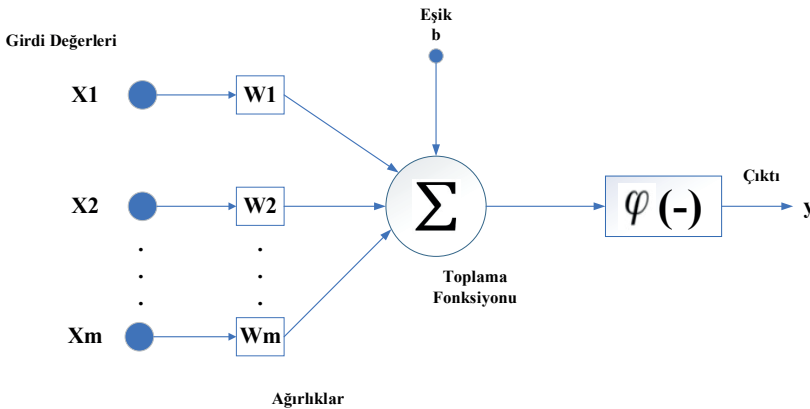 Eşik
b
Girdi Değerleri
X1
W1
X2
W2
Σ
φ (-)
Çıktı
y
Toplama
Fonksiyonu
Xm
Wm
Ağırlıklar